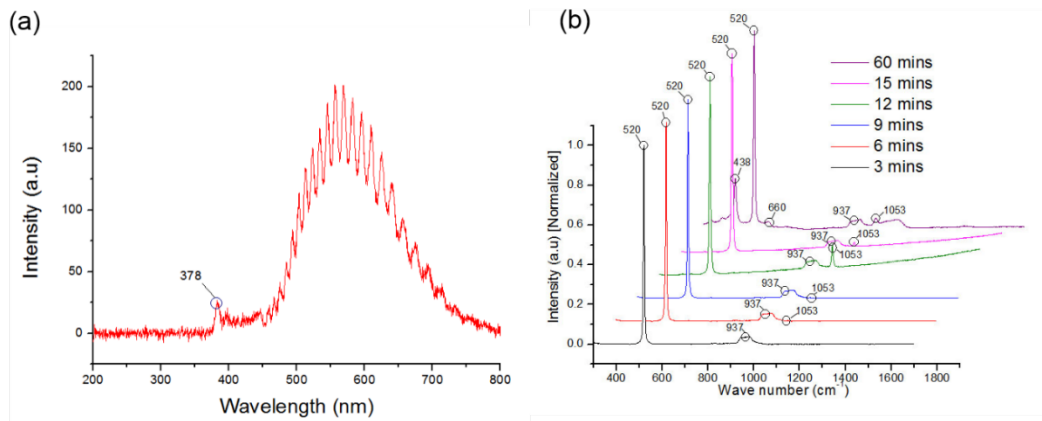 (a)
200
150
100
50
0
Intensity (a.u)
378
200 300 400 500 600 700 800
Wavelength (nm)
(b)
520
520
520
520
520
520
60 mins
15 mins
12 mins
9 mins
6 mins
3 mins
438
660
937
1053
937
1053
937
1053
937
1053
937
1053
937
1.0
0.8
0.6
0.4
0.2
0.0
Intensity (a.u) [Normalized]
400 600 800 1000 1200 1400 1600 1800
Wave number (cm⁻¹)